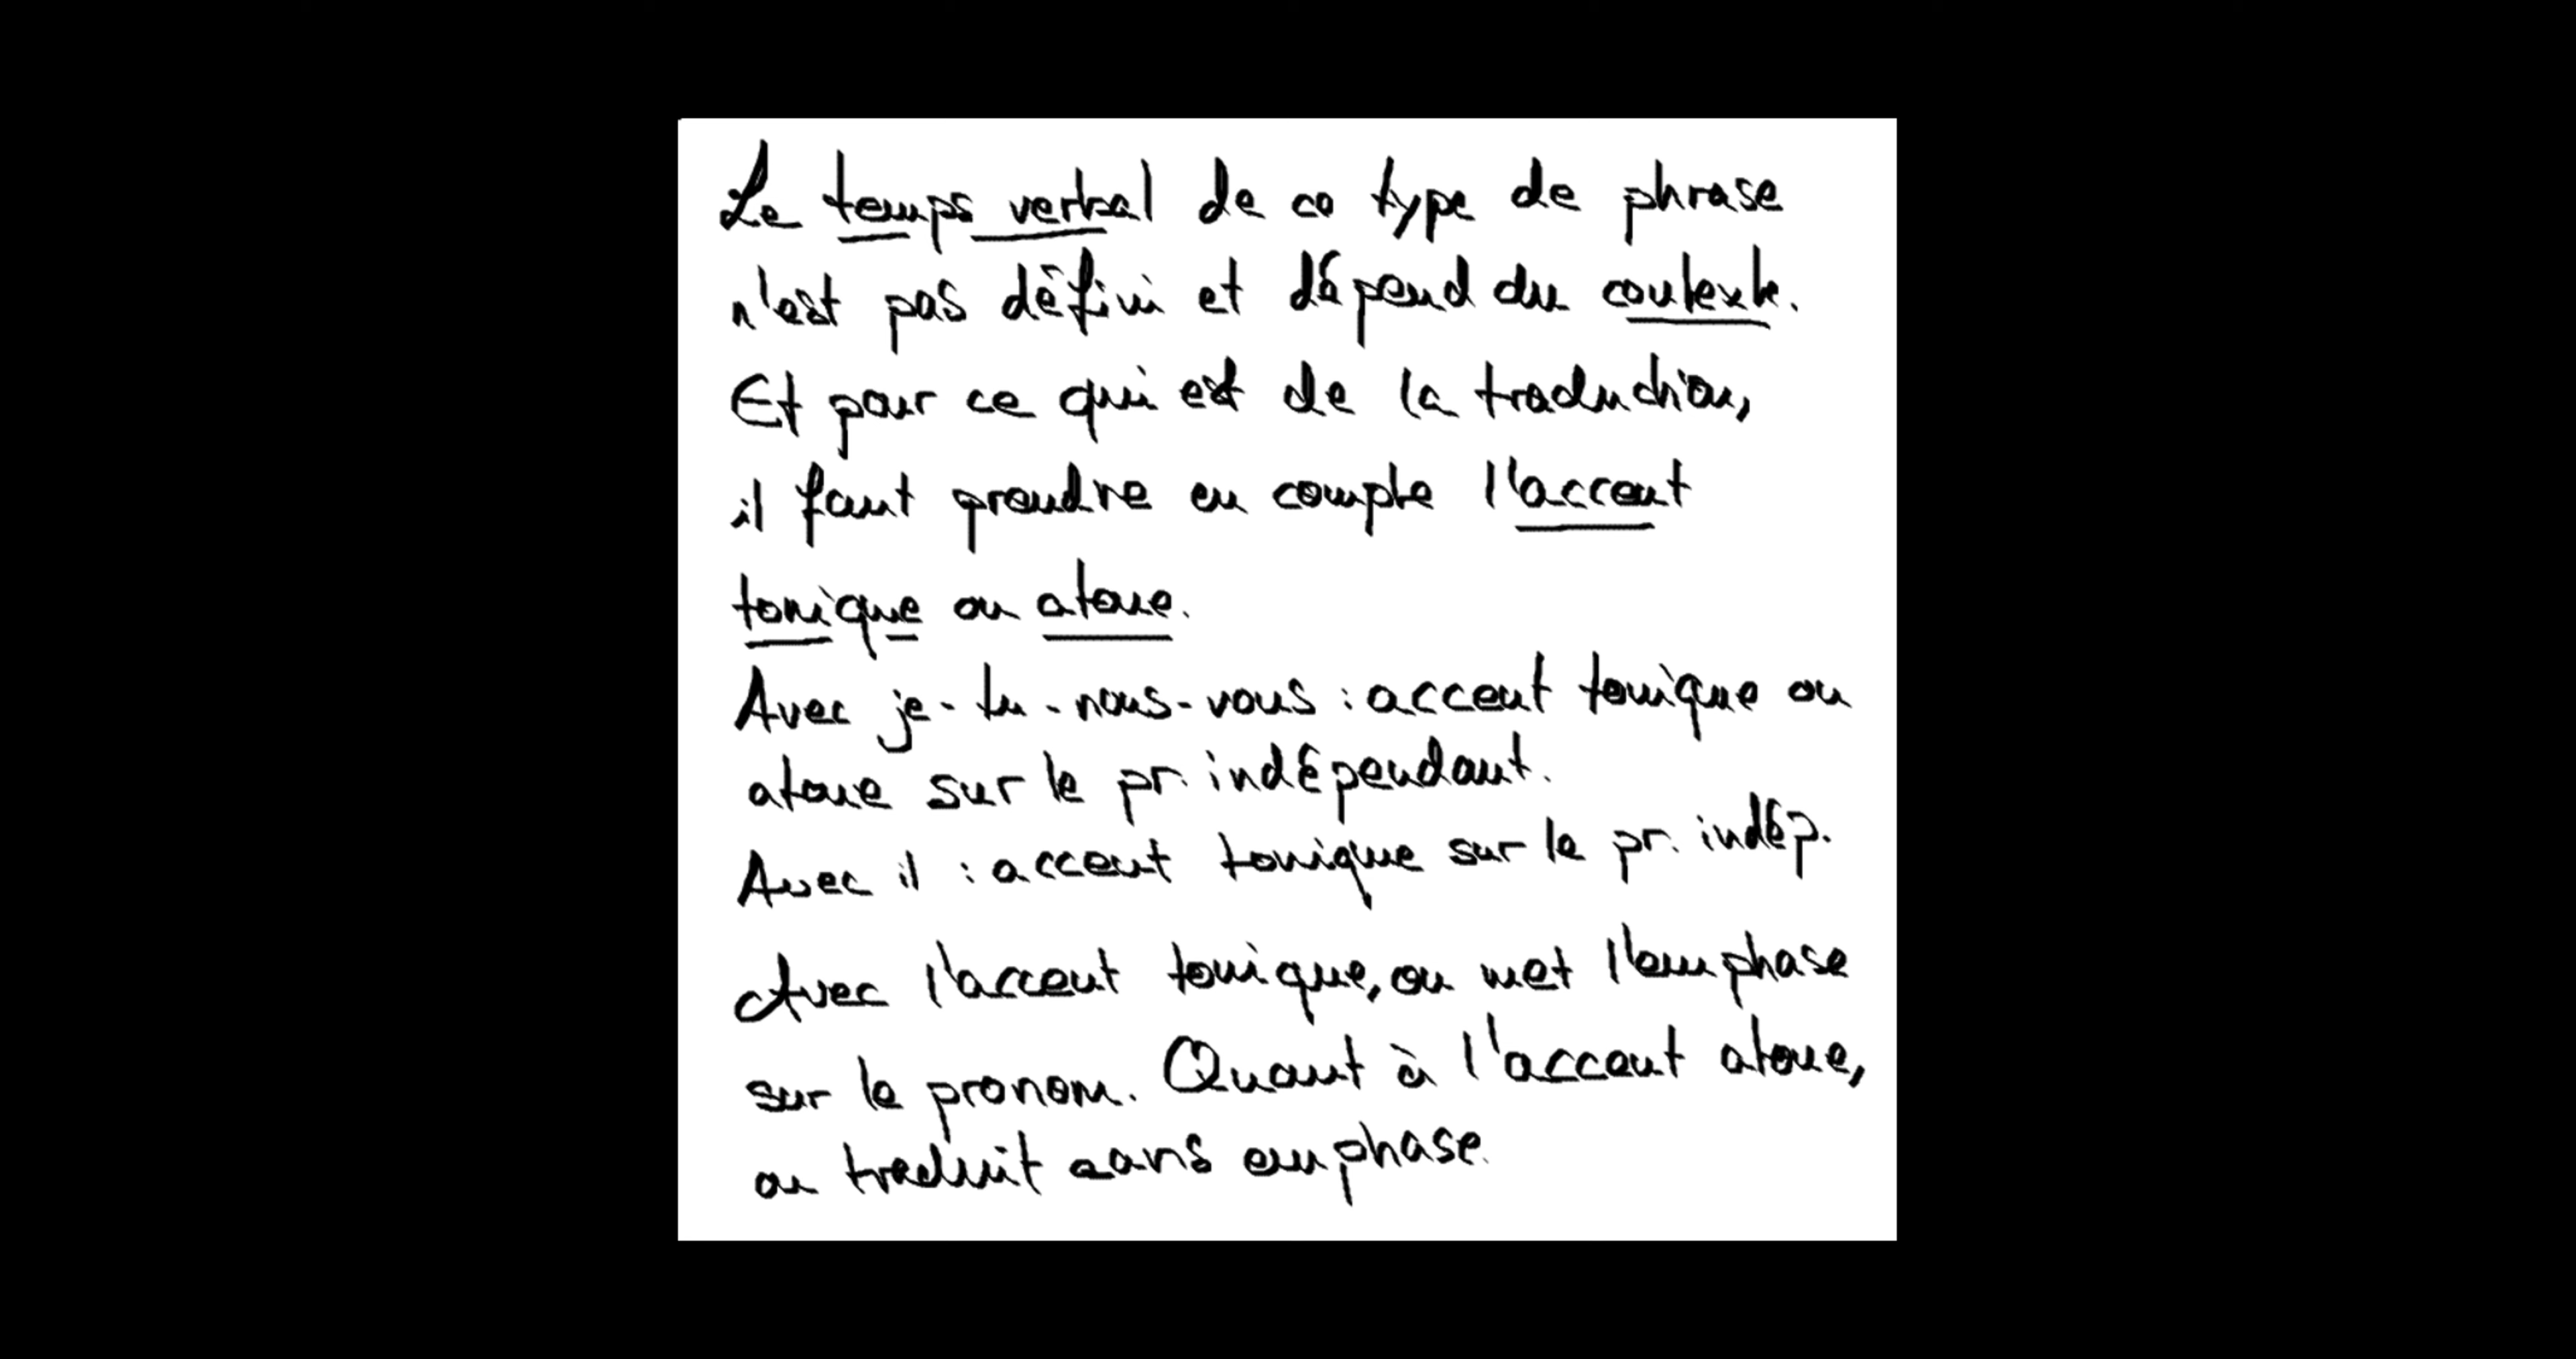 Le temps verbal de ce type de phrase
n'est pas défini et dépend du contexte.
Et pour ce qui est de la traduction,
il faut prendre en compte l'accent
tonique ou atone.
Avec je-tu-nous-vous : accent tonique ou
atone sur le pr. indépendant.
Avec il : accent tonique sur le pr. indép.
Avec l'accent tonique, on met l'emphase
sur le pronom. Quant à l'accent atone,
on traduit sans emphase.